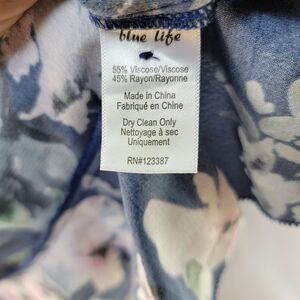 blue life
55% Viscose/Viscose
45% Rayon/Rayonne
Made in China
Fabriqué en Chine
Dry Clean Only
Nettoyage à sec
Uniquement
RN#123387